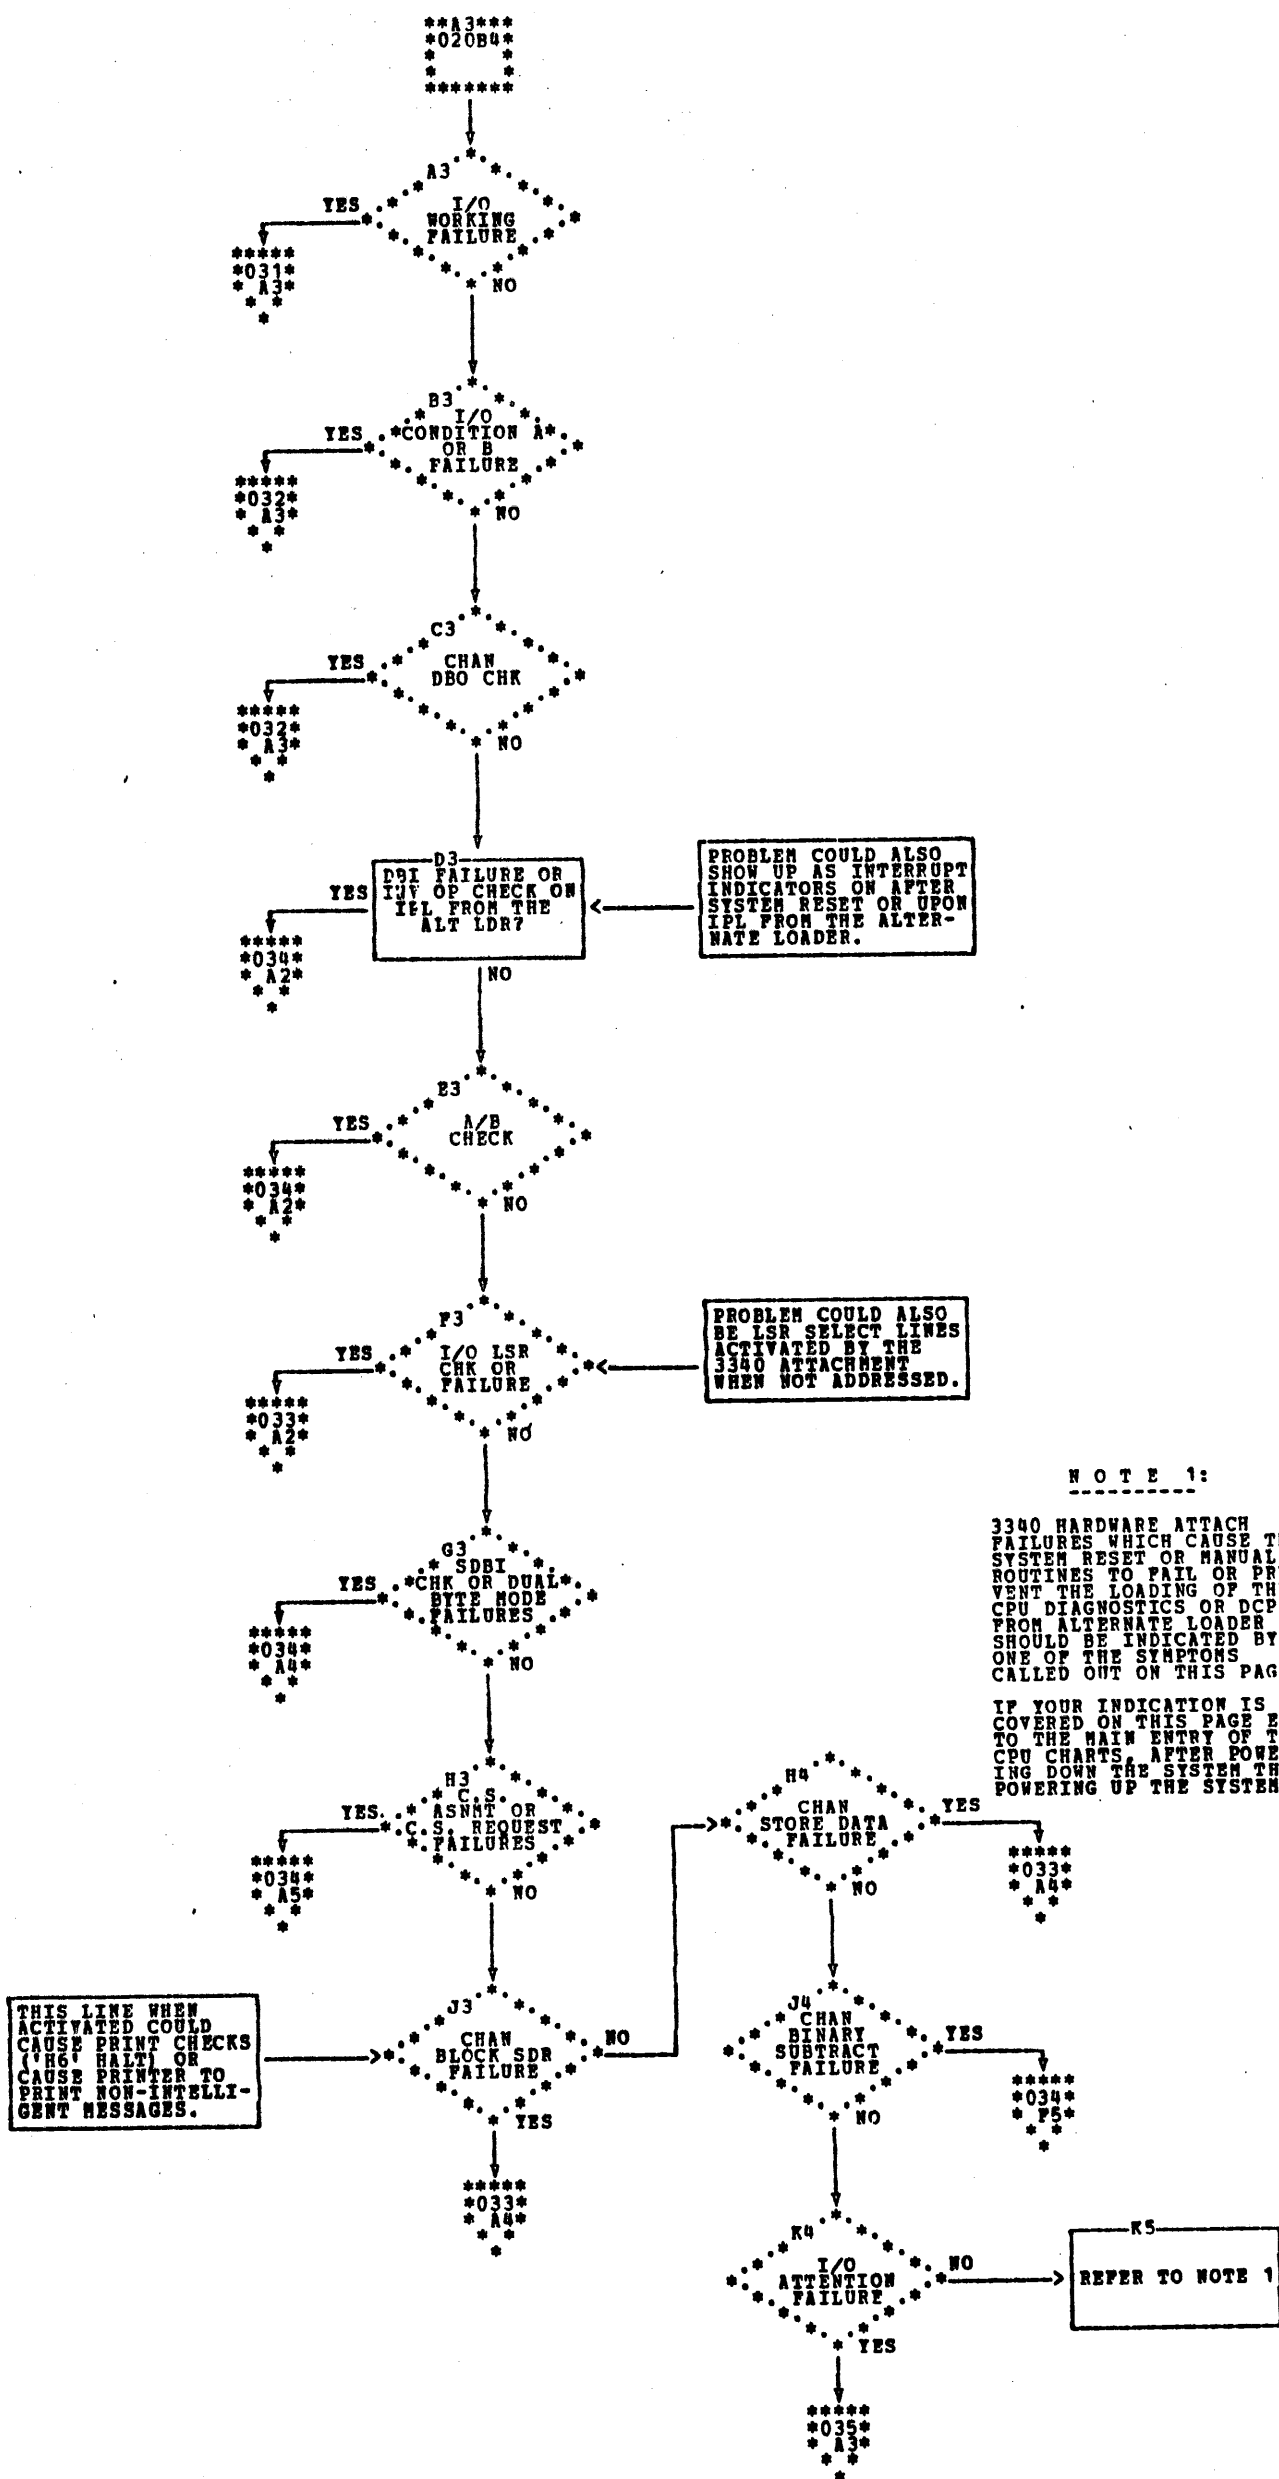 **A3***
*020B4*
*     *
*     *
*******
A3
I/O
WORKING
FAILURE
YES
NO
*****
*031*
* A3*
* *
*
B3
I/O
CONDITION A
OR B
FAILURE
YES
NO
*****
*032*
* A3*
* *
*
C3
CHAN
DBO CHK
YES
NO
*****
*032*
* A3*
* *
*
D3
DBI FAILURE OR
INV OP CHECK ON
IPL FROM THE
ALT LDR?
YES
NO
PROBLEM COULD ALSO
SHOW UP AS INTERRUPT
INDICATORS ON AFTER
SYSTEM RESET OR UPON
IPL FROM THE ALTER-
NATE LOADER.
*****
*034*
* A2*
* *
*
E3
A/B
CHECK
YES
NO
*****
*034*
* A2*
* *
*
F3
I/O LSR
CHK OR
FAILURE
YES
NO
PROBLEM COULD ALSO
BE LSR SELECT LINES
ACTIVATED BY THE
3340 ATTACHMENT
WHEN NOT ADDRESSED.
*****
*033*
* A2*
* *
*
G3
SDBI
CHK OR DUAL
BYTE MODE
FAILURES
YES
NO
*****
*034*
* A4*
* *
*
N O T E 1:
----------
3340 HARDWARE ATTACH
FAILURES WHICH CAUSE T
SYSTEM RESET OR MANUAL
ROUTINES TO FAIL OR PR
VENT THE LOADING OF TH
CPU DIAGNOSTICS OR DCP
FROM ALTERNATE LOADER
SHOULD BE INDICATED BY
ONE OF THE SYMPTOMS
CALLED OUT ON THIS PAG
IF YOUR INDICATION IS
COVERED ON THIS PAGE E
TO THE MAIN ENTRY OF T
CPU CHARTS, AFTER POWE
ING DOWN THE SYSTEM TH
POWERING UP THE SYSTEM
H3
C.S.
ASNMT OR
C.S. REQUEST
FAILURES
YES
NO
*****
*034*
* A5*
* *
*
H4
CHAN
STORE DATA
FAILURE
YES
NO
*****
*033*
* A4*
* *
*
THIS LINE WHEN
ACTIVATED COULD
CAUSE PRINT CHECKS
('H6' HALT) OR
CAUSE PRINTER TO
PRINT NON-INTELLI-
GENT MESSAGES.
J3
CHAN
BLOCK SDR
FAILURE
NO
YES
*****
*033*
* A4*
* *
*
J4
CHAN
BINARY
SUBTRACT
FAILURE
YES
NO
*****
*034*
* F5*
* *
*
K4
I/O
ATTENTION
FAILURE
NO
YES
K5
REFER TO NOTE 1
*****
*035*
* A3*
* *
*